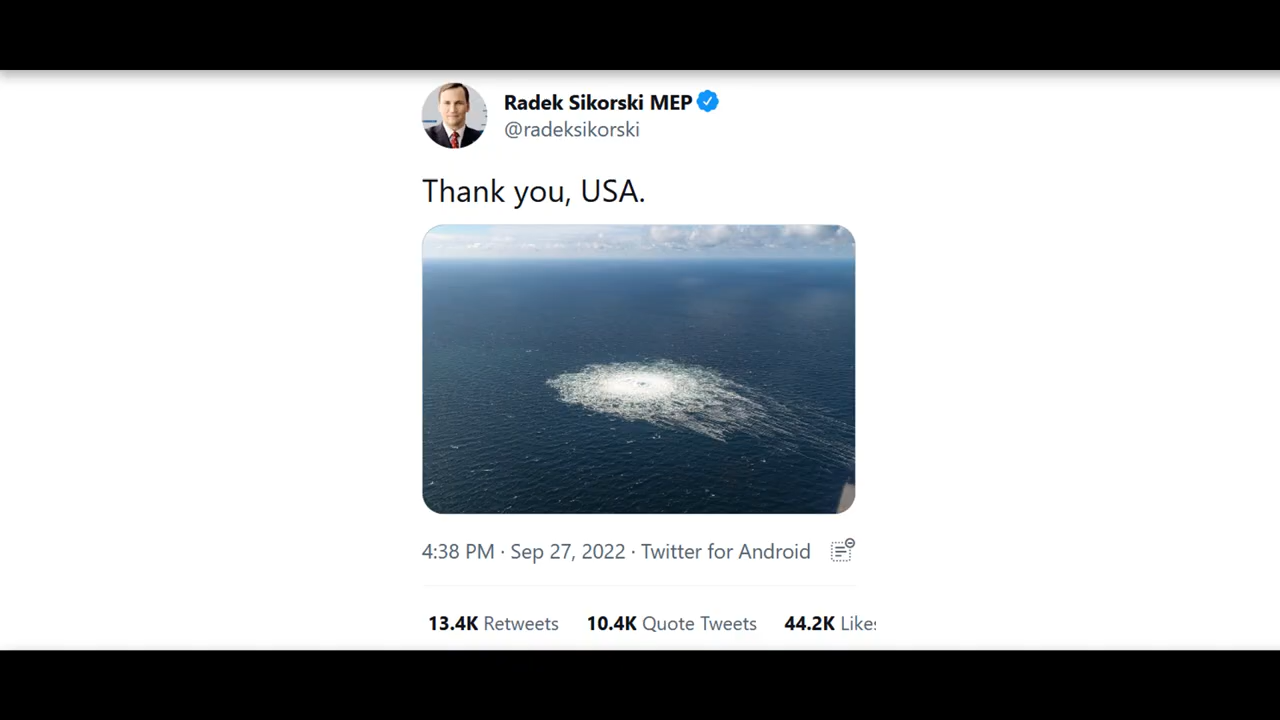 Radek Sikorski MEP
@radeksikorski
Thank you, USA.
4:38 PM · Sep 27, 2022 · Twitter for Android
13.4K Retweets 10.4K Quote Tweets 44.2K Likes